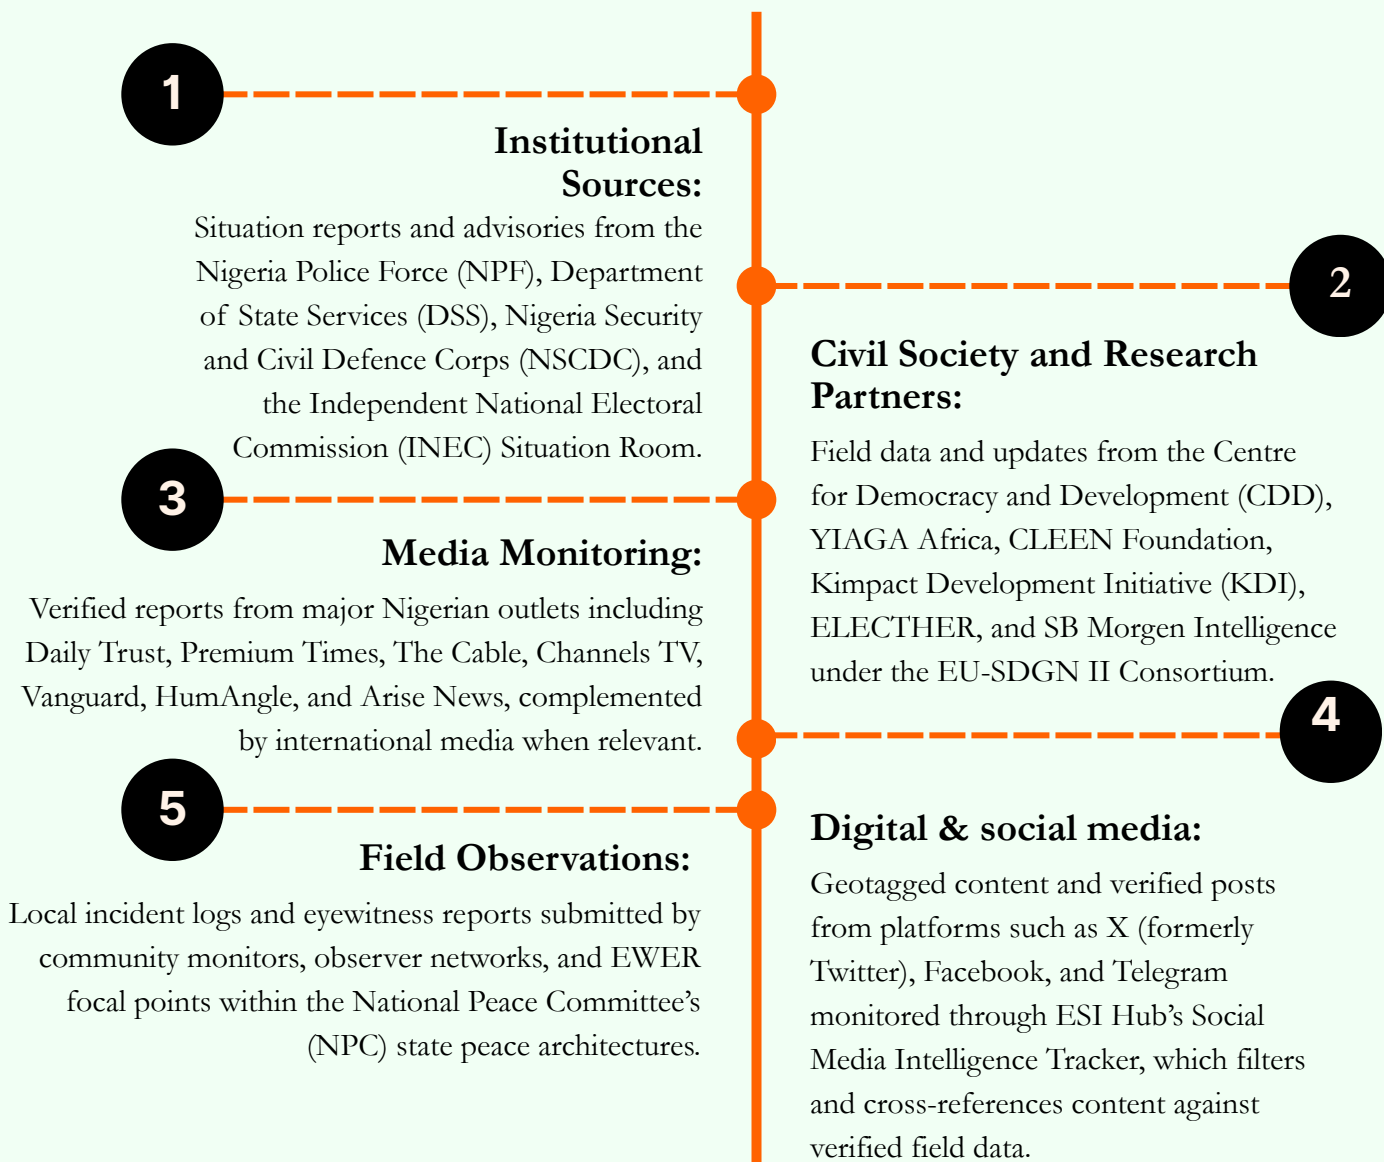 1
Institutional
Sources:
Situation reports and advisories from the
Nigeria Police Force (NPF), Department
of State Services (DSS), Nigeria Security
and Civil Defence Corps (NSCDC), and
the Independent National Electoral
Commission (INEC) Situation Room.
2
Civil Society and Research
Partners:
Field data and updates from the Centre
for Democracy and Development (CDD),
YIAGA Africa, CLEEN Foundation,
Kimpact Development Initiative (KDI),
ELECTHER, and SB Morgen Intelligence
under the EU-SDGN II Consortium.
3
Media Monitoring:
Verified reports from major Nigerian outlets including
Daily Trust, Premium Times, The Cable, Channels TV,
Vanguard, HumAngle, and Arise News, complemented
by international media when relevant.
4
Digital & social media:
Geotagged content and verified posts
from platforms such as X (formerly
Twitter), Facebook, and Telegram
monitored through ESI Hub’s Social
Media Intelligence Tracker, which filters
and cross-references content against
verified field data.
5
Field Observations:
Local incident logs and eyewitness reports submitted by
community monitors, observer networks, and EWER
focal points within the National Peace Committee’s
(NPC) state peace architectures.